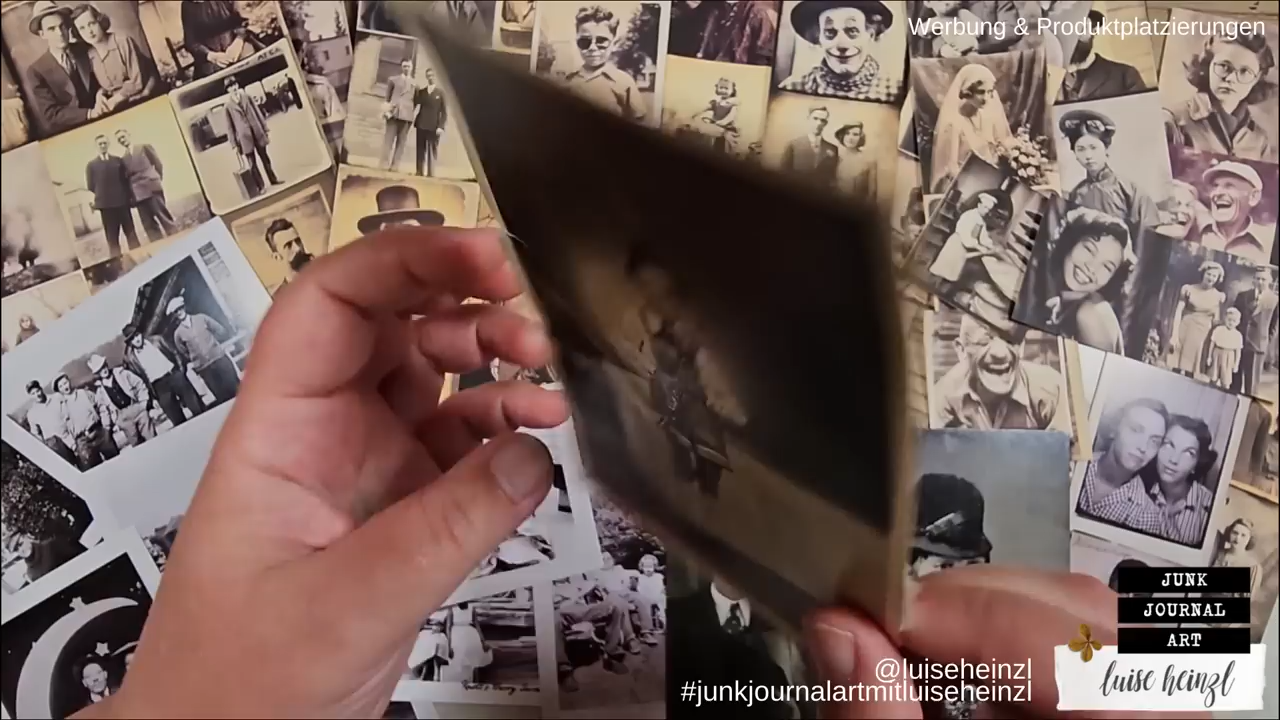 Werbung & Produktplatzierungen
JUNK
JOURNAL
ART
@luiseheinzl
#junkjournalartmitluiseheinzl
luise heinzl